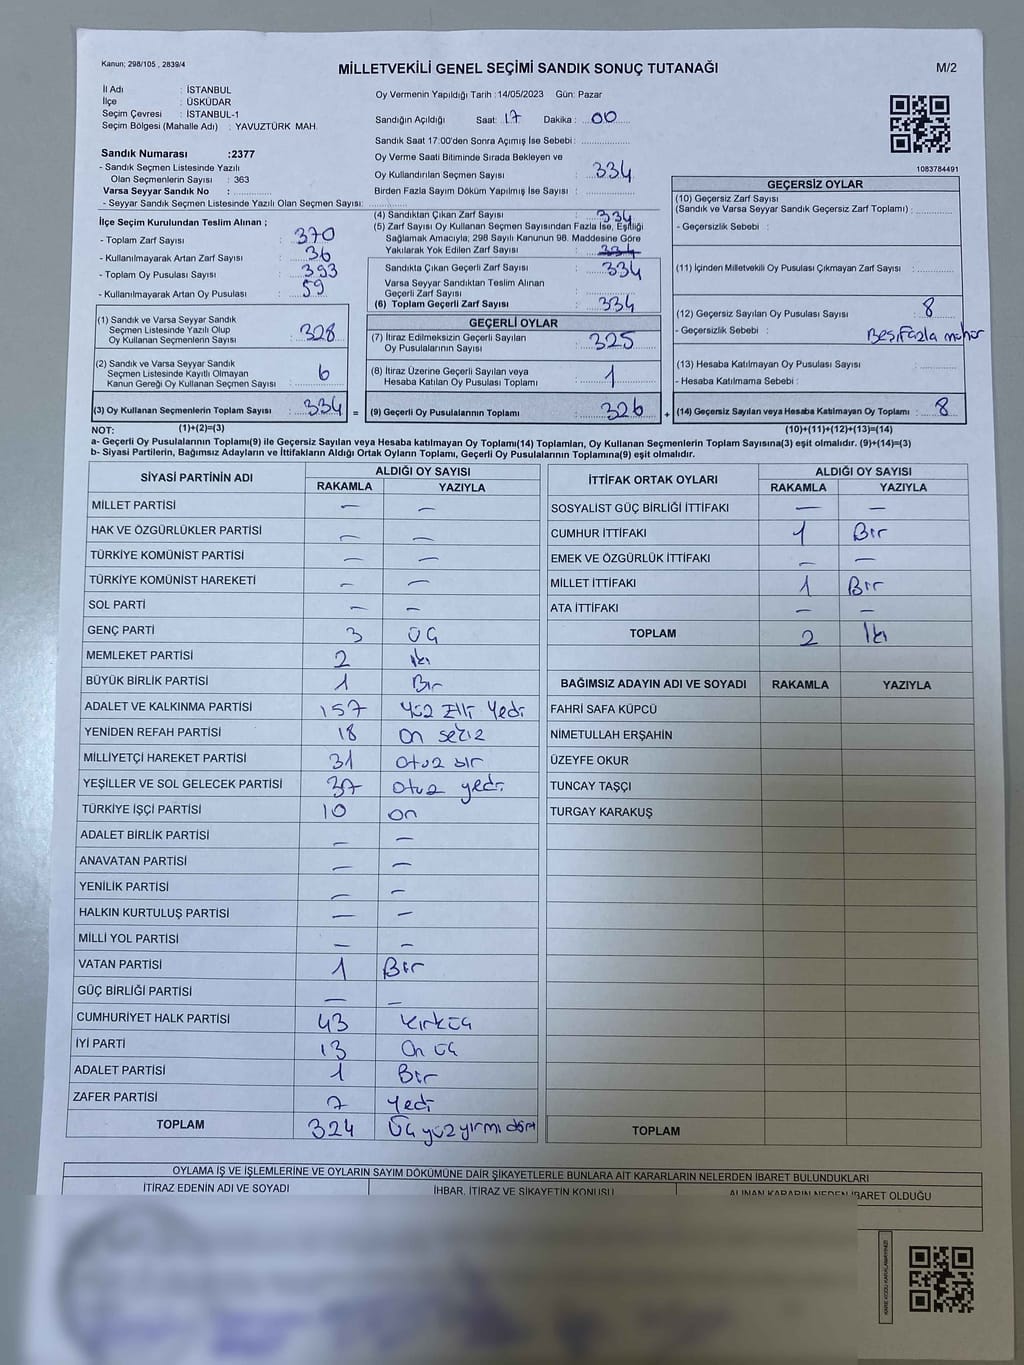 Kanun; 298/105 , 2839/4
MİLLETVEKİLİ GENEL SEÇİMİ SANDIK SONUÇ TUTANAĞI
M/2
İl Adı : İSTANBUL
İlçe : ÜSKÜDAR
Seçim Çevresi : İSTANBUL-1
Seçim Bölgesi (Mahalle Adı) : YAVUZTÜRK MAH.
Oy Vermenin Yapıldığı Tarih :14/05/2023 Gün: Pazar
Sandığın Açıldığı Saat: 17 Dakika : 00
Sandık Saat 17:00'den Sonra Açımış İse Sebebi :
Sandık Numarası :2377
- Sandık Seçmen Listesinde Yazılı
Olan Seçmenlerin Sayısı : 363
Varsa Seyyar Sandık No :
- Seyyar Sandık Seçmen Listesinde Yazılı Olan Seçmen Sayısı:
Oy Verme Saati Bitiminde Sırada Bekleyen ve
Oy Kullandırılan Seçmen Sayısı : 334
Birden Fazla Sayım Döküm Yapılmış İse Sayısı :
1083784491
İlçe Seçim Kurulundan Teslim Alınan ;
- Toplam Zarf Sayısı : 370
- Kullanılmayarak Artan Zarf Sayısı : 36
- Toplam Oy Pusulası Sayısı : 393
- Kullanılmayarak Artan Oy Pusulası : 59
(4) Sandıktan Çıkan Zarf Sayısı : 334
(5) Zarf Sayısı Oy Kullanan Seçmen Sayısından Fazla İse, Eşitliği
Sağlamak Amacıyla; 298 Sayılı Kanunun 98. Maddesine Göre
Yakılarak Yok Edilen Zarf Sayısı : 334
Sandıkta Çıkan Geçerli Zarf Sayısı : 334
Varsa Seyyar Sandıktan Teslim Alınan
Geçerli Zarf Sayısı :
(6) Toplam Geçerli Zarf Sayısı : 334
GEÇERSİZ OYLAR
(10) Geçersiz Zarf Sayısı
(Sandık ve Varsa Seyyar Sandık Geçersiz Zarf Toplamı) :
- Geçersizlik Sebebi :
(11) İçinden Milletvekili Oy Pusulası Çıkmayan Zarf Sayısı :
(12) Geçersiz Sayılan Oy Pusulası Sayısı : 8
- Geçersizlik Sebebi :
(13) Hesaba Katılmayan Oy Pusulası Sayısı :
- Hesaba Katılmama Sebebi :
(1) Sandık ve Varsa Seyyar Sandık
Seçmen Listesinde Yazılı Olup
Oy Kullanan Seçmenlerin Sayısı : 328
(2) Sandık ve Varsa Seyyar Sandık
Seçmen Listesinde Kayıtlı Olmayan
Kanun Gereği Oy Kullanan Seçmen Sayısı : 6
GEÇERLİ OYLAR
(7) İtiraz Edilmeksizin Geçerli Sayılan
Oy Pusulalarının Sayısı : 325
(8) İtiraz Üzerine Geçerli Sayılan veya
Hesaba Katılan Oy Pusulası Toplamı : 1
(3) Oy Kullanan Seçmenlerin Toplam Sayısı : 334 = (9) Geçerli Oy Pusulalarının Toplamı : 326 + (14) Geçersiz Sayılan veya Hesaba Katılmayan Oy Toplamı : 8
NOT: (1)+(2)=(3) (10)+(11)+(12)+(13)=(14)
a- Geçerli Oy Pusulalarının Toplamı(9) ile Geçersiz Sayılan veya Hesaba katılmayan Oy Toplamı(14) Toplamları, Oy Kullanan Seçmenlerin Toplam Sayısına(3) eşit olmalıdır. (9)+(14)=(3)
b- Siyasi Partilerin, Bağımsız Adayların ve İttifakların Aldığı Ortak Oyların Toplamı, Geçerli Oy Pusulalarının Toplamına(9) eşit olmalıdır.
SİYASİ PARTİNİN ADI ALDIĞI OY SAYISI
RAKAMLA YAZIYLA
MİLLET PARTİSİ — —
HAK VE ÖZGÜRLÜKLER PARTİSİ — —
TÜRKİYE KOMÜNİST PARTİSİ — —
TÜRKİYE KOMÜNİST HAREKETİ — —
SOL PARTİ — —
GENÇ PARTİ 3 ÜÇ
MEMLEKET PARTİSİ 2 iki
BÜYÜK BİRLİK PARTİSİ 1 Bir
ADALET VE KALKINMA PARTİSİ 157 Yüz Elli Yedi
YENİDEN REFAH PARTİSİ 18 On sekiz
MİLLİYETÇİ HAREKET PARTİSİ 31 Otuz bir
YEŞİLLER VE SOL GELECEK PARTİSİ 37 Otuz yedi
TÜRKİYE İŞÇİ PARTİSİ 10 on
ADALET BİRLİK PARTİSİ — —
ANAVATAN PARTİSİ — —
YENİLİK PARTİSİ — —
HALKIN KURTULUŞ PARTİSİ — —
MİLLİ YOL PARTİSİ — —
VATAN PARTİSİ 1 Bir
GÜÇ BİRLİĞİ PARTİSİ — —
CUMHURİYET HALK PARTİSİ 43 kırküç
İYİ PARTİ 13 On üç
ADALET PARTİSİ 1 Bir
ZAFER PARTİSİ 7 Yedi
TOPLAM 324 Üçyüzyirmidört
İTTİFAK ORTAK OYLARI ALDIĞI OY SAYISI
RAKAMLA YAZIYLA
SOSYALİST GÜÇ BİRLİĞİ İTTİFAKI — —
CUMHUR İTTİFAKI 1 Bir
EMEK VE ÖZGÜRLÜK İTTİFAKI — —
MİLLET İTTİFAKI 1 Bir
ATA İTTİFAKI — —
TOPLAM 2 İki
BAĞIMSIZ ADAYIN ADI VE SOYADI RAKAMLA YAZIYLA
FAHRİ SAFA KÜPCÜ
NİMETULLAH ERŞAHİN
ÜZEYFE OKUR
TUNCAY TAŞÇI
TURGAY KARAKUŞ
TOPLAM
OYLAMA İŞ VE İŞLEMLERİNE VE OYLARIN SAYIM DÖKÜMÜNE DAİR ŞİKAYETLERLE BUNLARA AİT KARARLARIN NELERDEN İBARET BULUNDUKLARI
İTİRAZ EDENİN ADI VE SOYADI İHBAR, İTİRAZ VE ŞİKAYETİN KONUSU ALINAN KARARIN NEDEN İBARET OLDUĞU